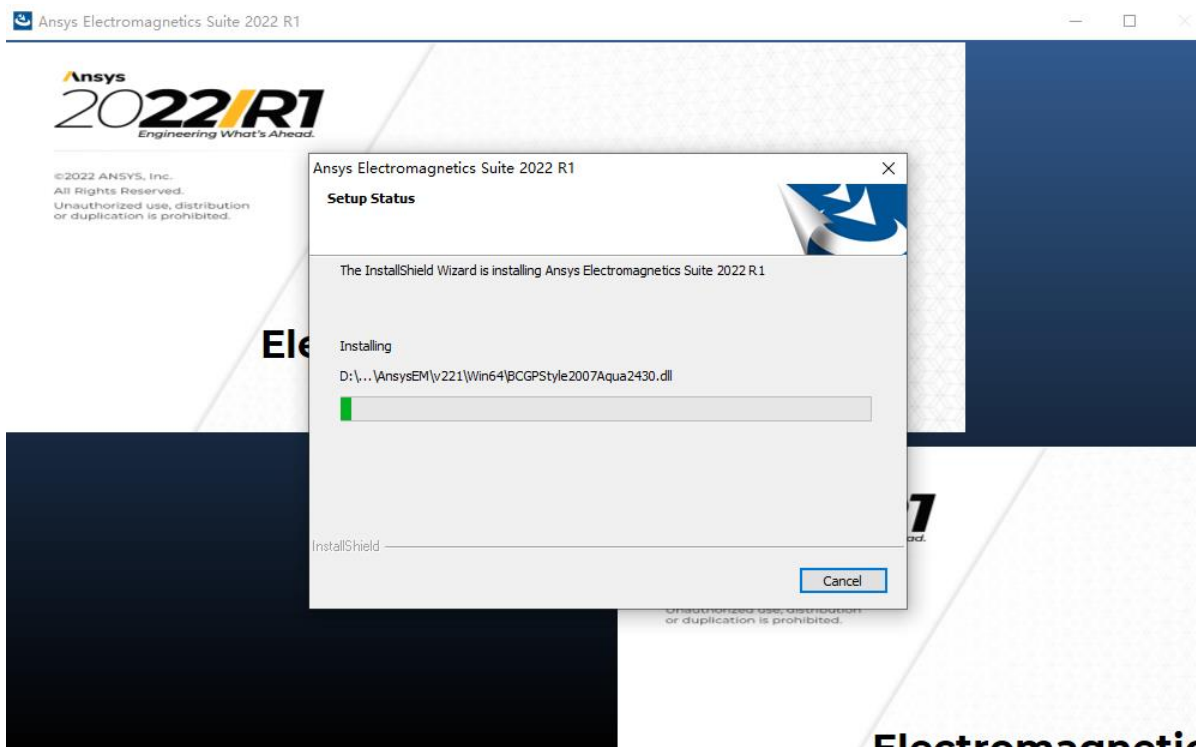 Ansys Electromagnetics Suite 2022 R1
Ansys
2022 R1
Engineering What's Ahead.
©2022 ANSYS, Inc.
All Rights Reserved.
Unauthorized use, distribution
or duplication is prohibited.
Ansys Electromagnetics Suite 2022 R1
Setup Status
The InstallShield Wizard is installing Ansys Electromagnetics Suite 2022 R1
Ele
Installing
D:\...\AnsysEM\v221\Win64\BCGPStyle2007Aqua2430.dll
InstallShield
Cancel
1
ad.
Unauthorized use, distribution
or duplication is prohibited.
Electromagnetic